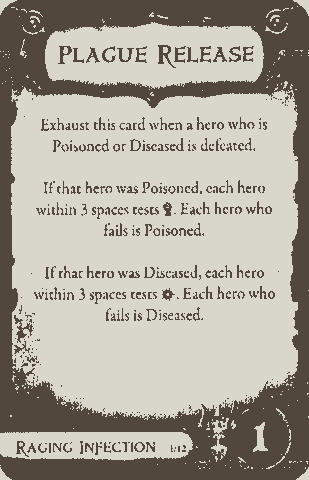 PLAGUE RELEASE
Exhaust this card when a hero who is
Poisoned or Diseased is defeated.
If that hero was Poisoned, each hero
within 3 spaces tests . Each hero who
fails is Poisoned.
If that hero was Diseased, each hero
within 3 spaces tests . Each hero who
fails is Diseased.
RAGING INFECTION 1/12
1